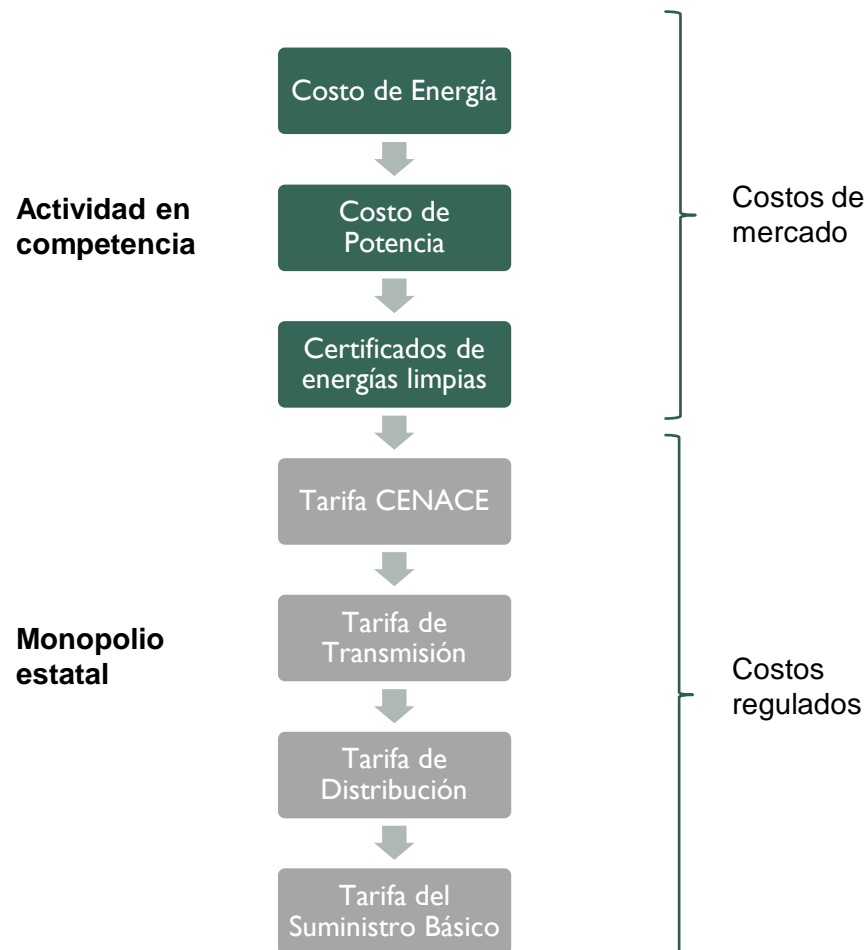 Costo de Energía
Actividad en
competencia
Costo de
Potencia
Costos de
mercado
Certificados de
energías limpias
Tarifa CENACE
Monopolio
estatal
Tarifa de
Transmisión
Costos
regulados
Tarifa de
Distribución
Tarifa del
Suministro Básico